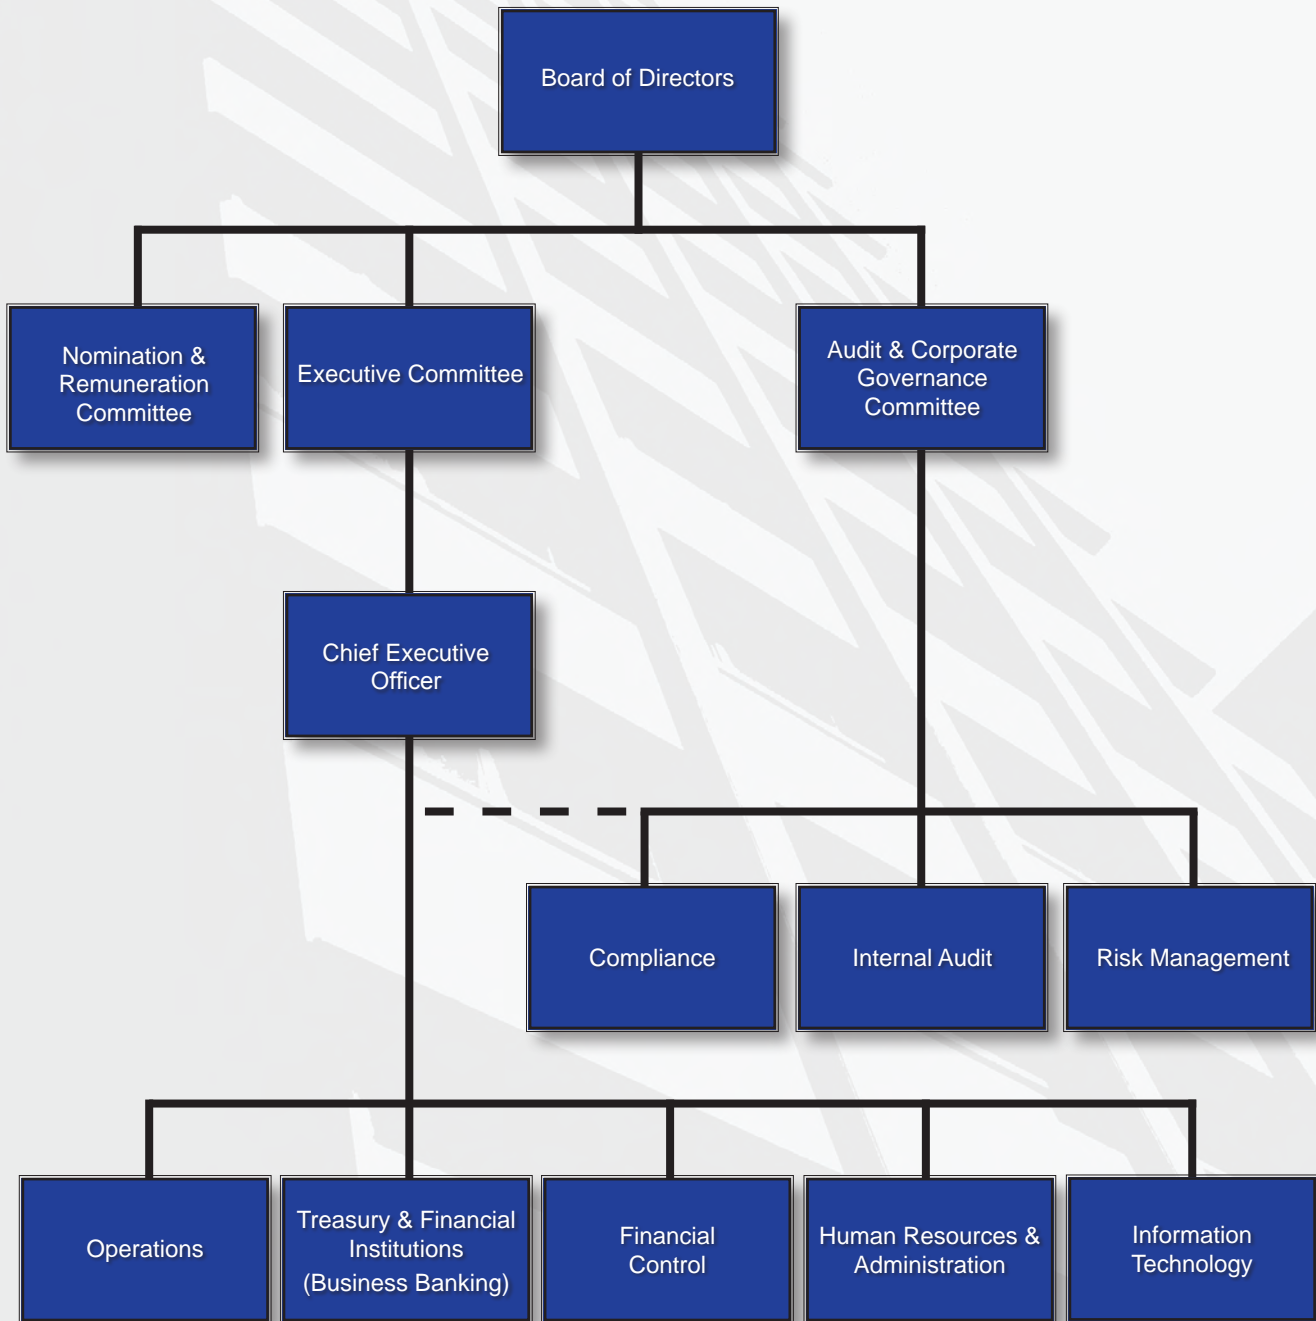 Board of Directors
Nomination &
Remuneration
Committee
Executive Committee
Audit & Corporate
Governance
Committee
Chief Executive
Officer
Compliance
Internal Audit
Risk Management
Operations
Treasury & Financial
Institutions
(Business Banking)
Financial
Control
Human Resources &
Administration
Information
Technology